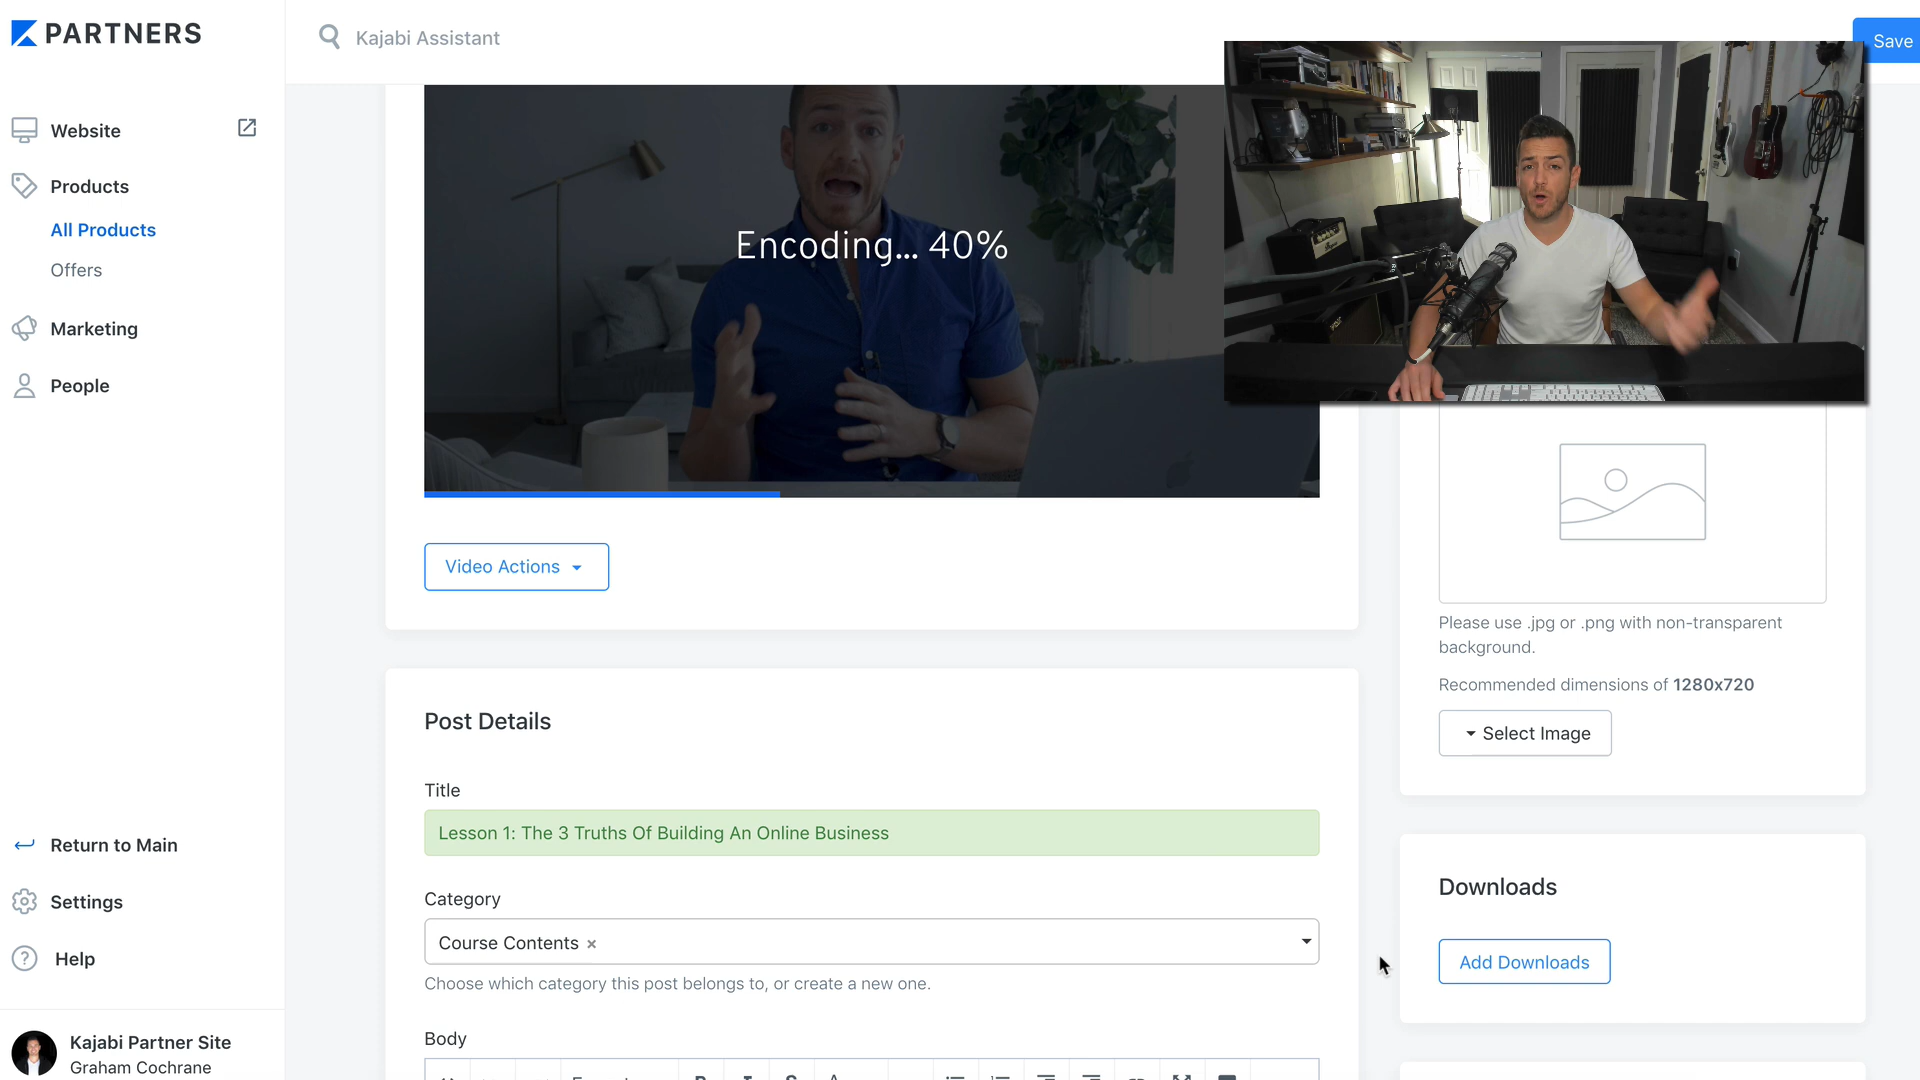 PARTNERS
Kajabi Assistant
Save
Website
Products
All Products
Offers
Marketing
People
Encoding... 40%
Video Actions
Please use .jpg or .png with non-transparent
background.
Recommended dimensions of 1280x720
Select Image
Post Details
Title
Lesson 1: The 3 Truths Of Building An Online Business
Category
Course Contents ×
Choose which category this post belongs to, or create a new one.
Body
Downloads
Add Downloads
Return to Main
Settings
? Help
Kajabi Partner Site
Graham Cochrane